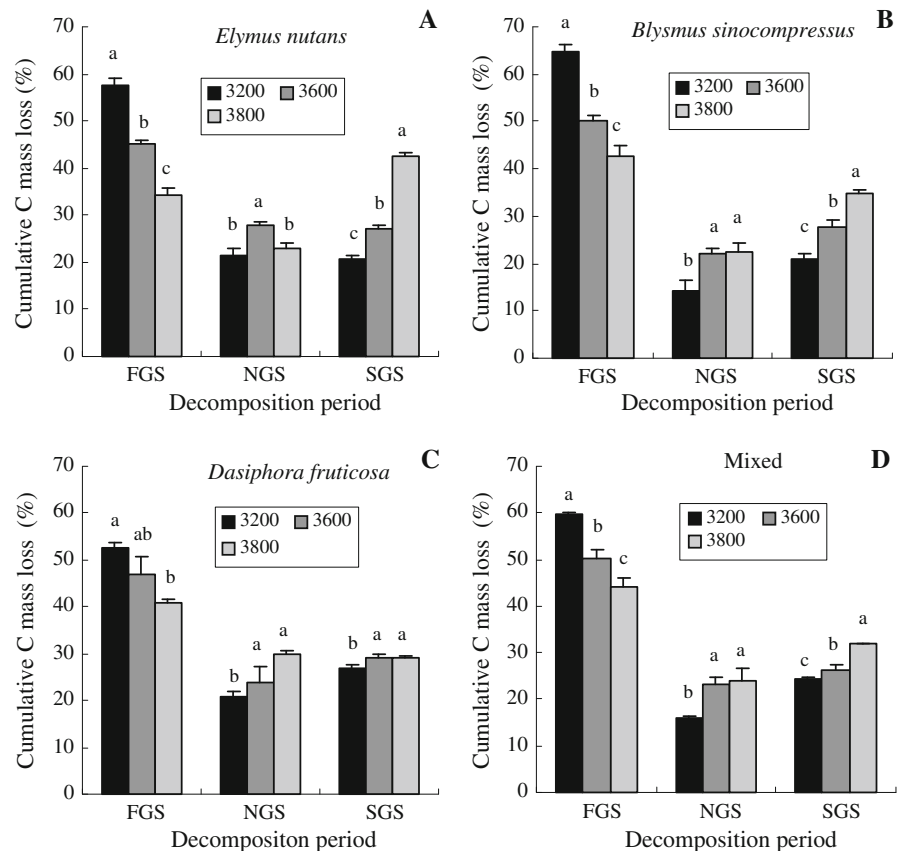 A
Elymus nutans
3200 3600
3800
Cumulative C mass loss (%)
70
60
50
40
30
20
10
0
a
b
c
b
a
b
c
b
a
FGS NGS SGS
Decomposition period
B
Blysmus sinocompressus
3200 3600
3800
Cumulative C mass loss (%)
70
60
50
40
30
20
10
0
a
b
c
b
a
a
c
b
a
FGS NGS SGS
Decomposition period
C
Dasiphora fruticosa
3200 3600
3800
Cumulative C mass loss (%)
70
60
50
40
30
20
10
0
a
ab
b
b
a
a
b
a
a
FGS NGS SGS
Decompositon period
D
Mixed
3200 3600
3800
Cumulative C mass loss (%)
70
60
50
40
30
20
10
0
a
b
c
b
a
a
c
b
a
FGS NGS SGS
Decomposition period